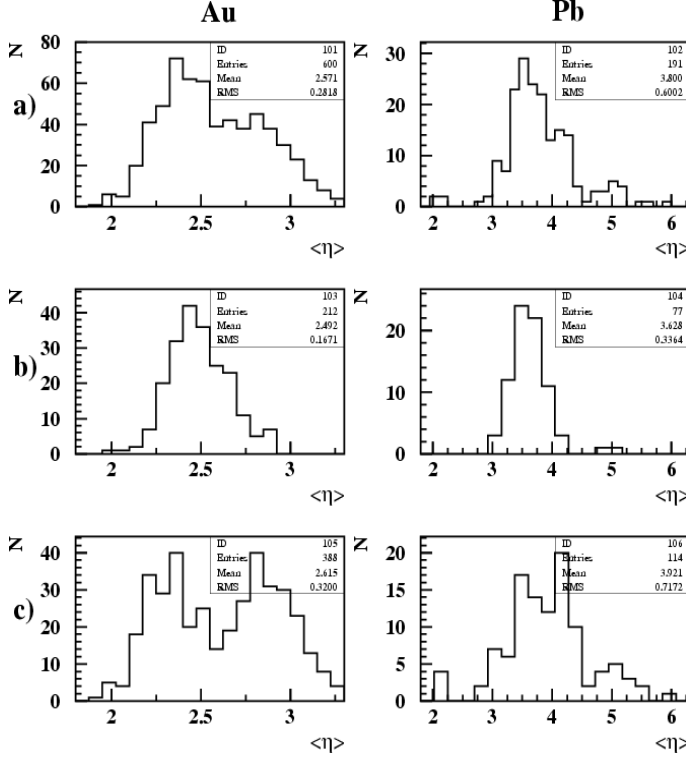 Au Pb
a)
N
80
60
40
20
0
2 2.5 3
<η>
ID 101
Entries 600
Mean 2.571
RMS 0.2818
N
30
20
10
0
2 3 4 5 6
<η>
ID 102
Entries 191
Mean 3.800
RMS 0.6002
b)
N
40
30
20
10
0
2 2.5 3
<η>
ID 103
Entries 212
Mean 2.492
RMS 0.1671
N
20
10
0
2 3 4 5 6
<η>
ID 104
Entries 77
Mean 3.628
RMS 0.3364
c)
N
40
30
20
10
0
2 2.5 3
<η>
ID 105
Entries 388
Mean 2.615
RMS 0.3200
N
20
15
10
5
0
2 3 4 5 6
<η>
ID 106
Entries 114
Mean 3.921
RMS 0.7172